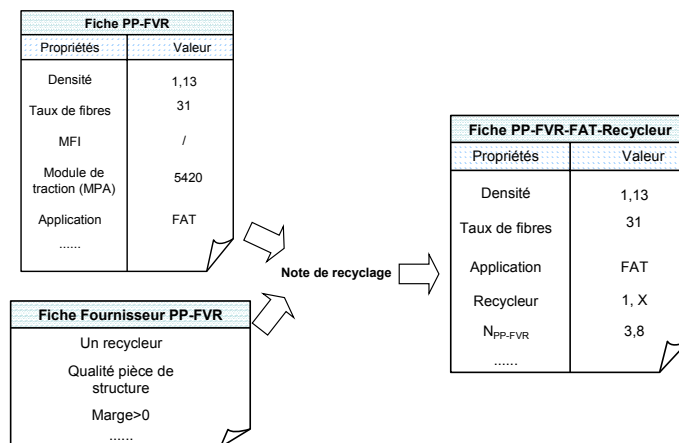 Fiche PP-FVR
Propriétés Valeur
Densité 1,13
Taux de fibres 31
MFI /
Module de
traction (MPA) 5420
Application FAT
......
Fiche Fournisseur PP-FVR
Un recycleur
Qualité pièce de
structure
Marge>0
......
Note de recyclage
Fiche PP-FVR-FAT-Recycleur
Propriétés Valeur
Densité 1,13
Taux de fibres 31
Application FAT
Recycleur 1, X
NPP-FVR 3,8
......